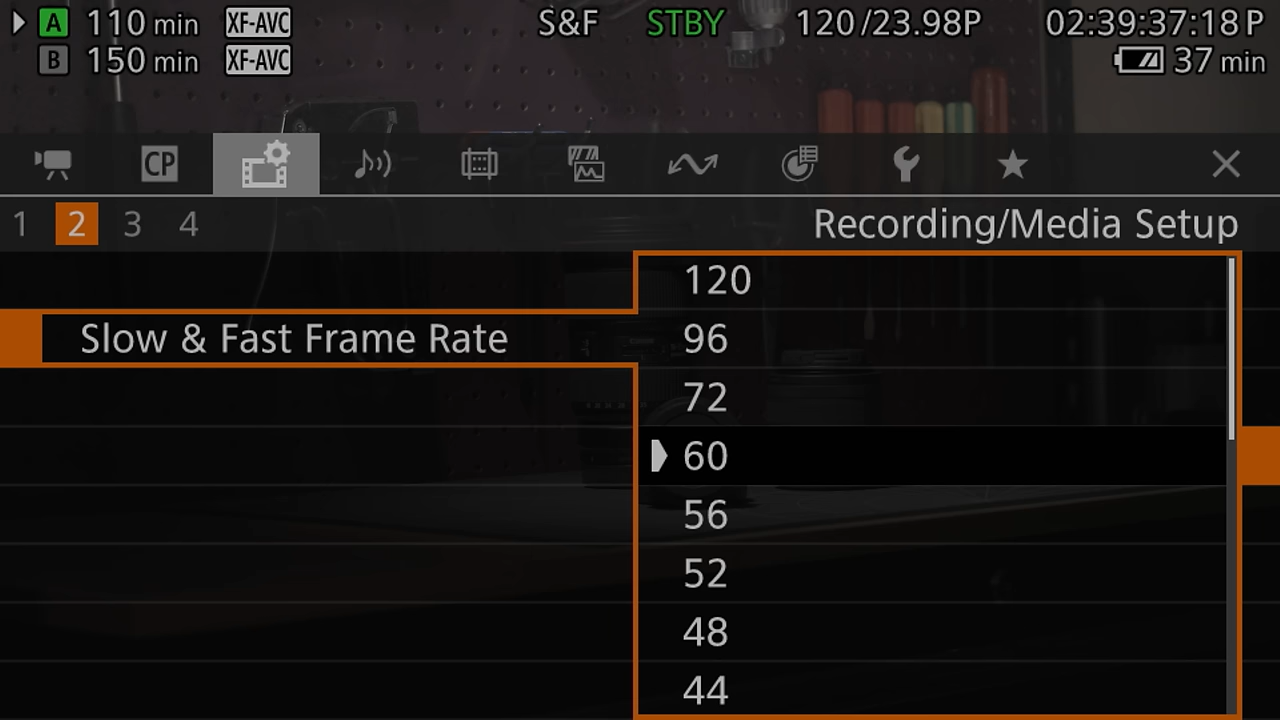 A 110 min XF-AVC S&F STBY 120/23.98P 02:39:37:18 P
B 150 min XF-AVC 37 min
CP
1 2 3 4 Recording/Media Setup
120
Slow & Fast Frame Rate 96
72
60
56
52
48
44